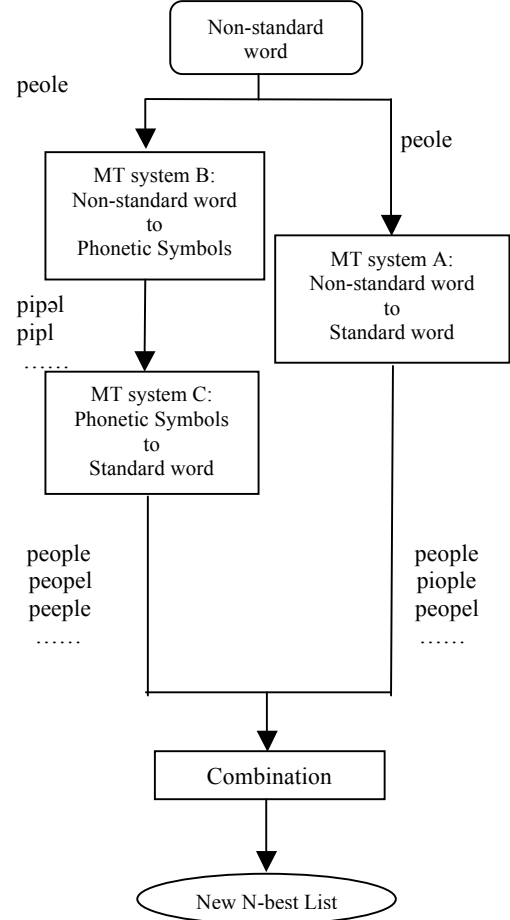 Non-standard
word
peole
peole
MT system B:
Non-standard word
to
Phonetic Symbols
MT system A:
Non-standard word
to
Standard word
pipəl
pipl
……
MT system C:
Phonetic Symbols
to
Standard word
people
peopel
peeple
……
people
piople
peopel
……
Combination
New N-best List